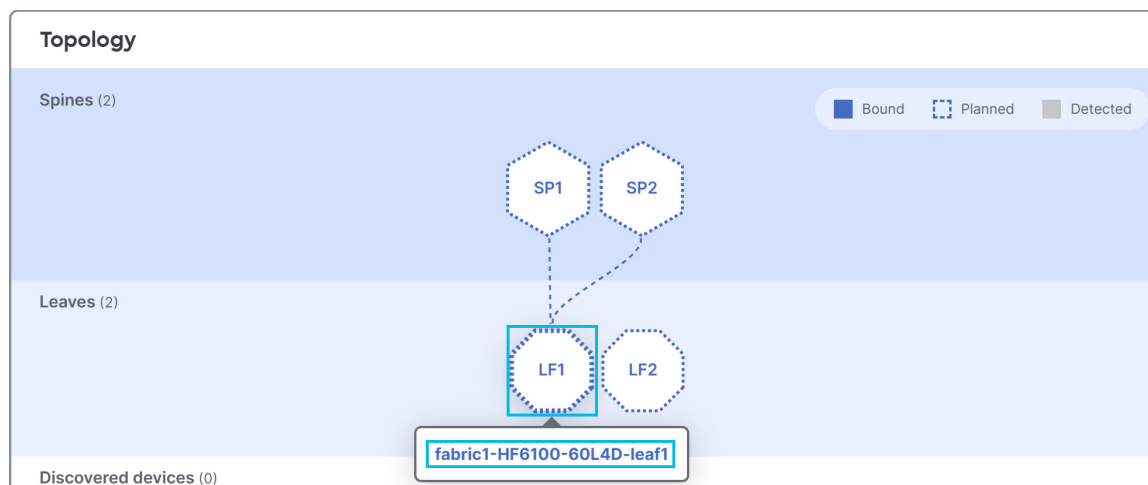 Topology
Spines (2)
Bound Planned Detected
SP1 SP2
Leaves (2)
LF1 LF2
fabric1-HF6100-60L4D-leaf1
Discovered devices (0)